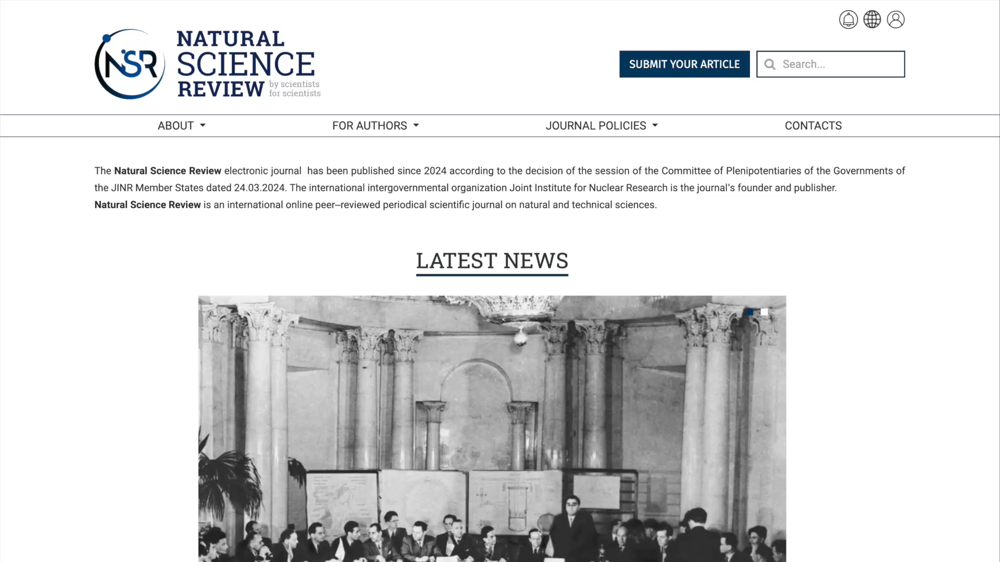 NSR
NATURAL
SCIENCE
REVIEW by scientists
for scientists
SUBMIT YOUR ARTICLE
Search...
ABOUT
FOR AUTHORS
JOURNAL POLICIES
CONTACTS
The Natural Science Review electronic journal has been published since 2024 according to the decision of the session of the Committee of Plenipotentiaries of the Governments of
the JINR Member States dated 24.03.2024. The international intergovernmental organization Joint Institute for Nuclear Research is the journal's founder and publisher.
Natural Science Review is an international online peer–reviewed periodical scientific journal on natural and technical sciences.
LATEST NEWS